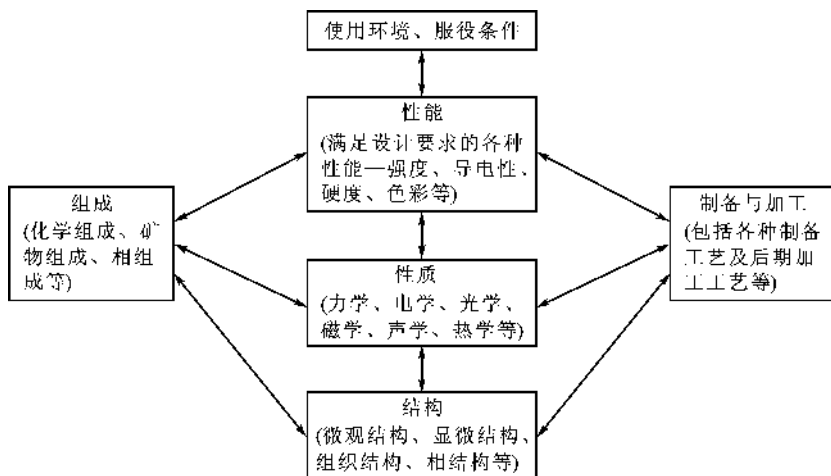 使用环境、服役条件
性能
(满足设计要求的各种
性能—强度、导电性、
硬度、色彩等)
组成
(化学组成、矿
物组成、相组
成等)
制备与加工
(包括各种制备
工艺及后期加
工工艺等)
性质
(力学、电学、光学、
磁学、声学、热学等)
结构
(微观结构、显微结构、
组织结构、相结构等)